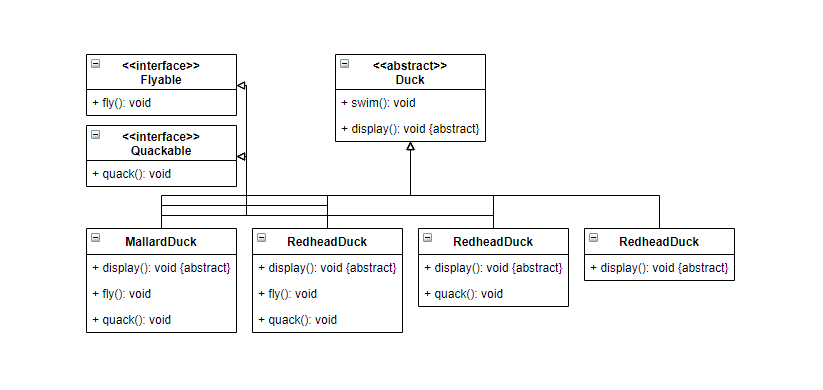 <<interface>>
Flyable
+ fly(): void
<<interface>>
Quackable
+ quack(): void
<<abstract>>
Duck
+ swim(): void
+ display(): void {abstract}
MallardDuck
+ display(): void {abstract}
+ fly(): void
+ quack(): void
RedheadDuck
+ display(): void {abstract}
+ fly(): void
+ quack(): void
RedheadDuck
+ display(): void {abstract}
+ quack(): void
RedheadDuck
+ display(): void {abstract}